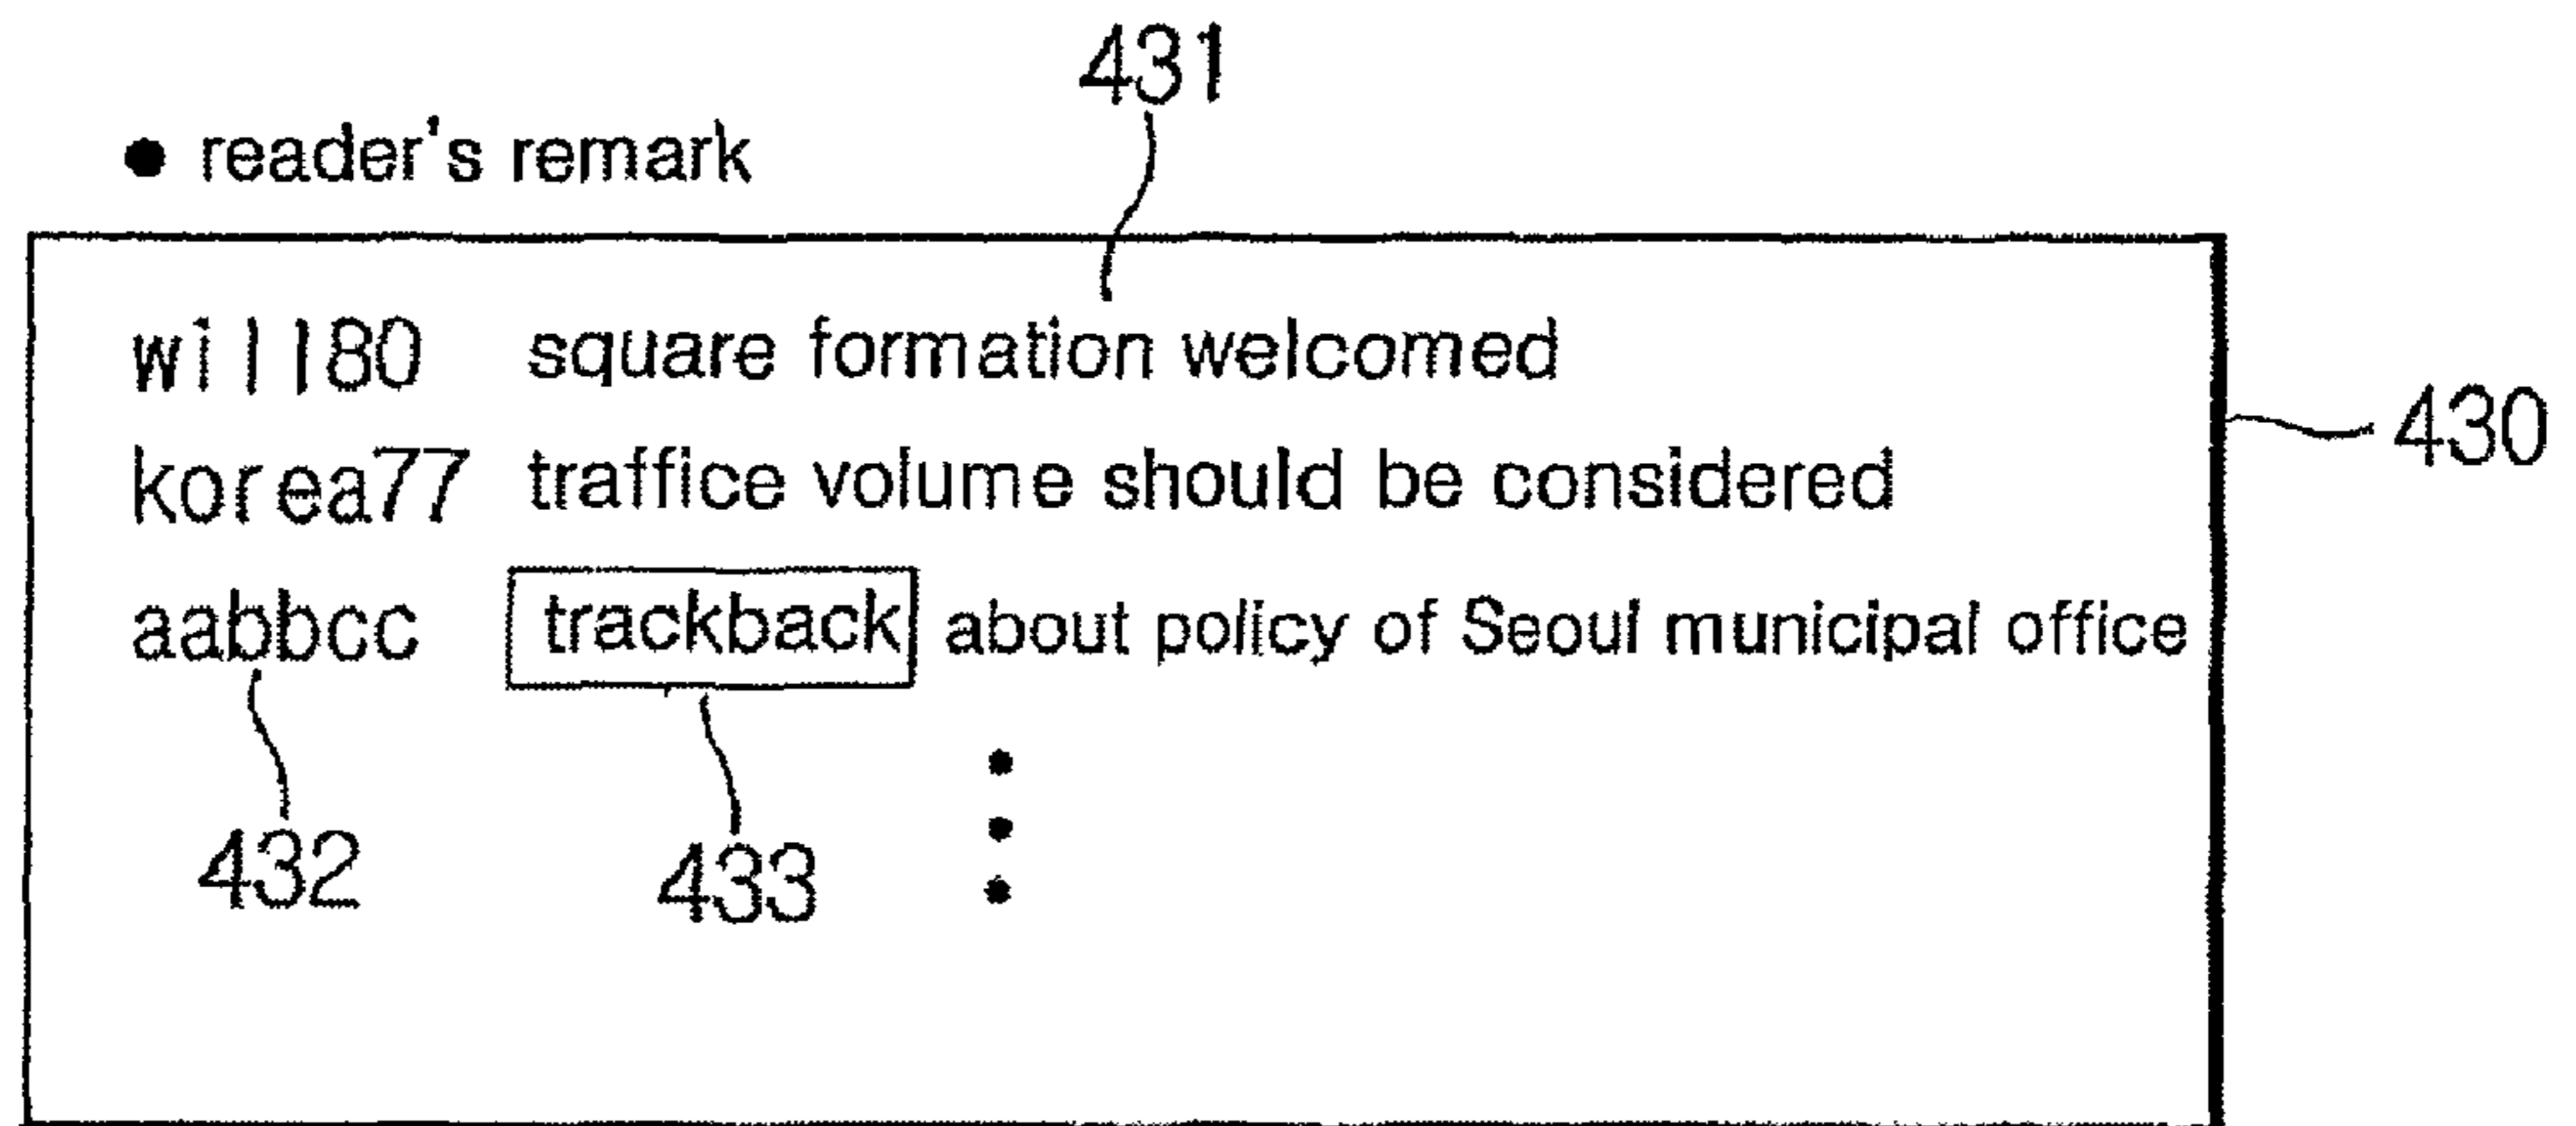 431
• reader's remark
will80 square formation welcomed
430
korea77 traffice volume should be considered
aabbcc trackback about policy of Seoul municipal office
432 433